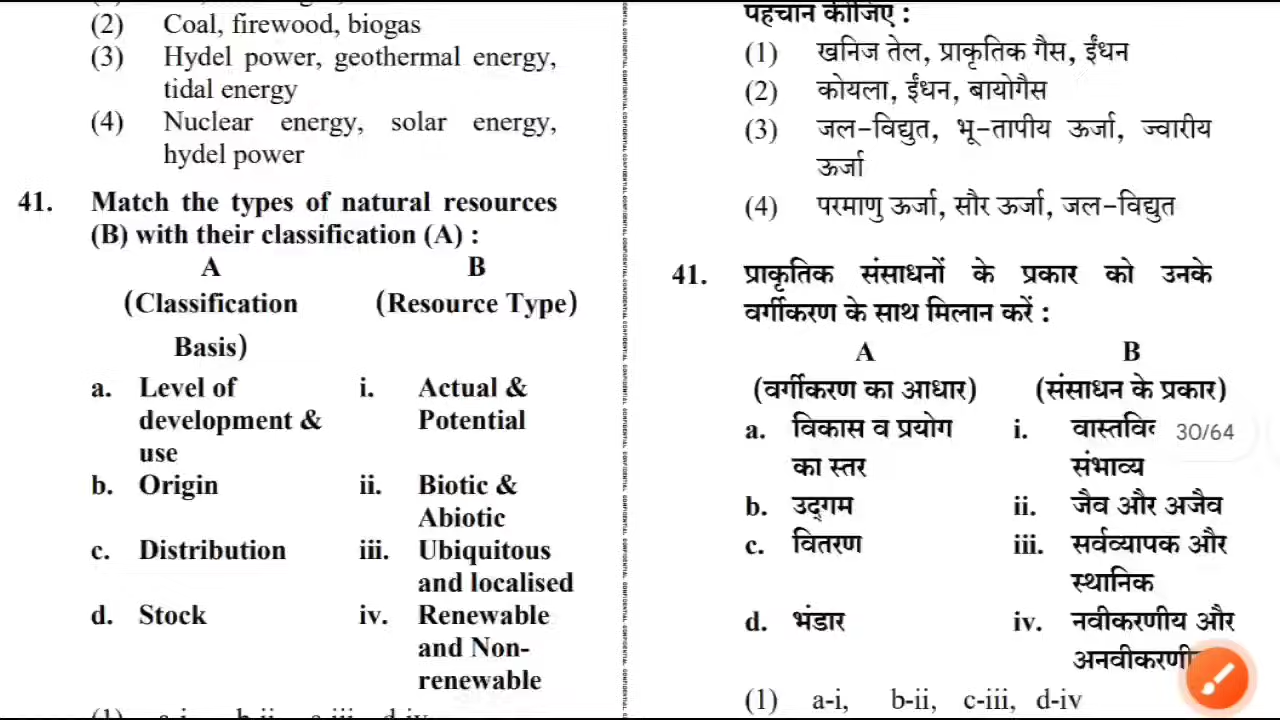 (2) Coal, firewood, biogas
(3) Hydel power, geothermal energy,
tidal energy
(4) Nuclear energy, solar energy,
hydel power
41. Match the types of natural resources
(B) with their classification (A) :
A B
(Classification (Resource Type)
Basis)
a. Level of i. Actual &
development & Potential
use
b. Origin ii. Biotic &
Abiotic
c. Distribution iii. Ubiquitous
and localised
d. Stock iv. Renewable
and Non-
renewable
(1) a-i, b-ii, c-iii, d-iv
पहचान कीजिए :
(1) खनिज तेल, प्राकृतिक गैस, ईंधन
(2) कोयला, ईंधन, बायोगैस
(3) जल-विद्युत, भू-तापीय ऊर्जा, ज्वारीय
ऊर्जा
(4) परमाणु ऊर्जा, सौर ऊर्जा, जल-विद्युत
41. प्राकृतिक संसाधनों के प्रकार को उनके
वर्गीकरण के साथ मिलान करें :
A B
(वर्गीकरण का आधार) (संसाधन के प्रकार)
a. विकास व प्रयोग i.
का स्तर संभाव्य
b. उद्गम ii. जैव और अजैव
c. वितरण iii. सर्वव्यापक और
स्थानिक
d. भंडार iv. नवीकरणीय और
(1) a-i, b-ii, c-iii, d-iv
30/64